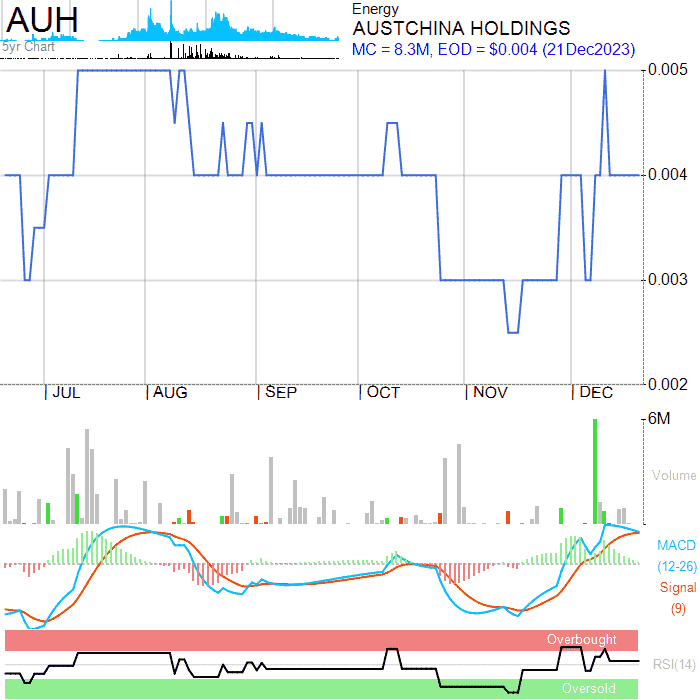 AUH
5yr Chart
Energy
AUSTCHINA HOLDINGS
MC = 8.3M, EOD = $0.004 (21Dec2023)
0.005
0.004
0.003
0.002
JUL AUG SEP OCT NOV DEC
6M
Volume
MACD
(12-26)
Signal
(9)
Overbought
RSI(14)
Oversold